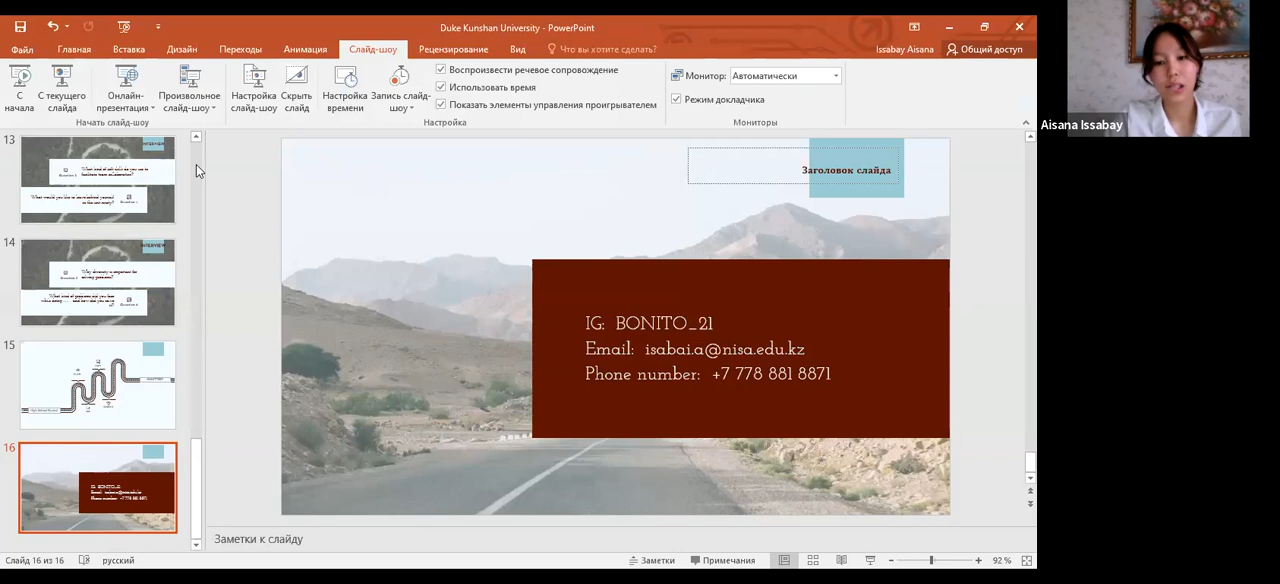 Duke Kunshan University - PowerPoint
Файл Главная Вставка Дизайн Переходы Анимация Слайд-шоу Рецензирование Вид Что вы хотите сделать? Issabay Aisana Общий доступ
С начала
С текущего слайда
Онлайн-презентация
Произвольное слайд-шоу
Начать слайд-шоу
Настройка слайд-шоу
Скрыть слайд
Настройка времени
Запись слайд-шоу
Воспроизвести речевое сопровождение
Использовать время
Показать элементы управления проигрывателем
Настройка
Монитор: Автоматически
Режим докладчика
Мониторы
Aisana Issabay
13
14
15
16
Заголовок слайда
IG: BONITO_21
Email: isabai.a@nisa.edu.kz
Phone number: +7 778 881 8871
Заметки к слайду
Слайд 16 из 16 русский Заметки Примечания 92 %